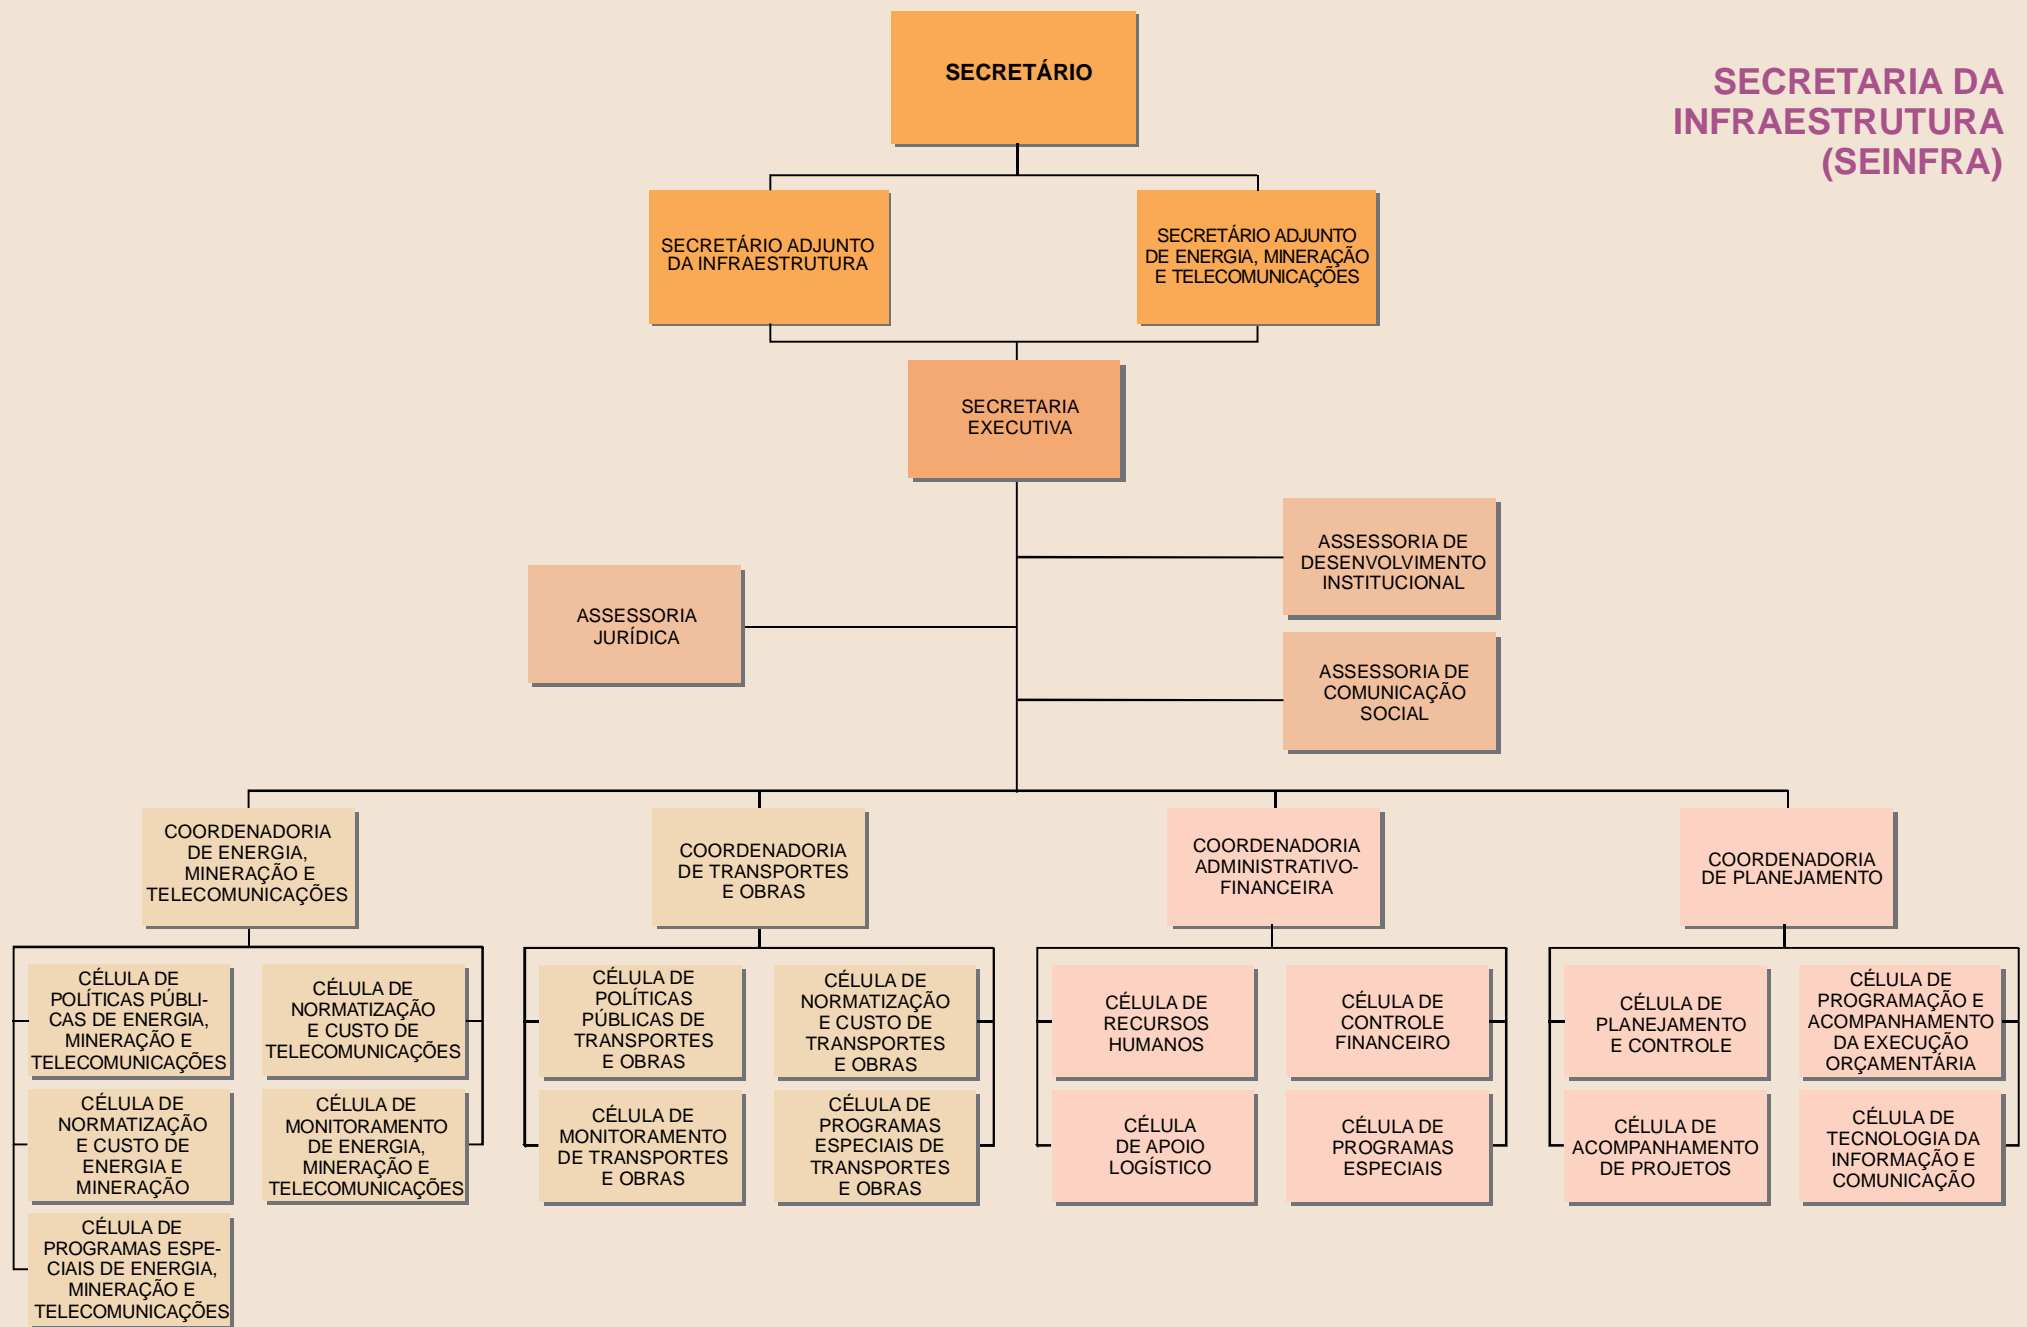 SECRETÁRIO
SECRETARIA DA
INFRAESTRUTURA
(SEINFRA)
SECRETÁRIO ADJUNTO
DA INFRAESTRUTURA
SECRETÁRIO ADJUNTO
DE ENERGIA, MINERAÇÃO
E TELECOMUNICAÇÕES
SECRETARIA
EXECUTIVA
ASSESSORIA DE
DESENVOLVIMENTO
INSTITUCIONAL
ASSESSORIA
JURÍDICA
ASSESSORIA DE
COMUNICAÇÃO
SOCIAL
COORDENADORIA
DE ENERGIA,
MINERAÇÃO E
TELECOMUNICAÇÕES
COORDENADORIA
DE TRANSPORTES
E OBRAS
COORDENADORIA
ADMINISTRATIVO-
FINANCEIRA
COORDENADORIA
DE PLANEJAMENTO
CÉLULA DE
POLÍTICAS PÚBLI-
CAS DE ENERGIA,
MINERAÇÃO E
TELECOMUNICAÇÕES
CÉLULA DE
NORMATIZAÇÃO
E CUSTO DE
TELECOMUNICAÇÕES
CÉLULA DE
POLÍTICAS
PÚBLICAS DE
TRANSPORTES
E OBRAS
CÉLULA DE
NORMATIZAÇÃO
E CUSTO DE
TRANSPORTES
E OBRAS
CÉLULA DE
RECURSOS
HUMANOS
CÉLULA DE
CONTROLE
FINANCEIRO
CÉLULA DE
PLANEJAMENTO
E CONTROLE
CÉLULA DE
PROGRAMAÇÃO E
ACOMPANHAMENTO
DA EXECUÇÃO
ORÇAMENTÁRIA
CÉLULA DE
NORMATIZAÇÃO
E CUSTO DE
ENERGIA E
MINERAÇÃO
CÉLULA DE
MONITORAMENTO
DE ENERGIA,
MINERAÇÃO E
TELECOMUNICAÇÕES
CÉLULA DE
MONITORAMENTO
DE TRANSPORTES
E OBRAS
CÉLULA DE
PROGRAMAS
ESPECIAIS DE
TRANSPORTES
E OBRAS
CÉLULA
DE APOIO
LOGÍSTICO
CÉLULA DE
PROGRAMAS
ESPECIAIS
CÉLULA DE
ACOMPANHAMENTO
DE PROJETOS
CÉLULA DE
TECNOLOGIA DA
INFORMAÇÃO E
COMUNICAÇÃO
CÉLULA DE
PROGRAMAS ESPE-
CIAIS DE ENERGIA,
MINERAÇÃO E
TELECOMUNICAÇÕES